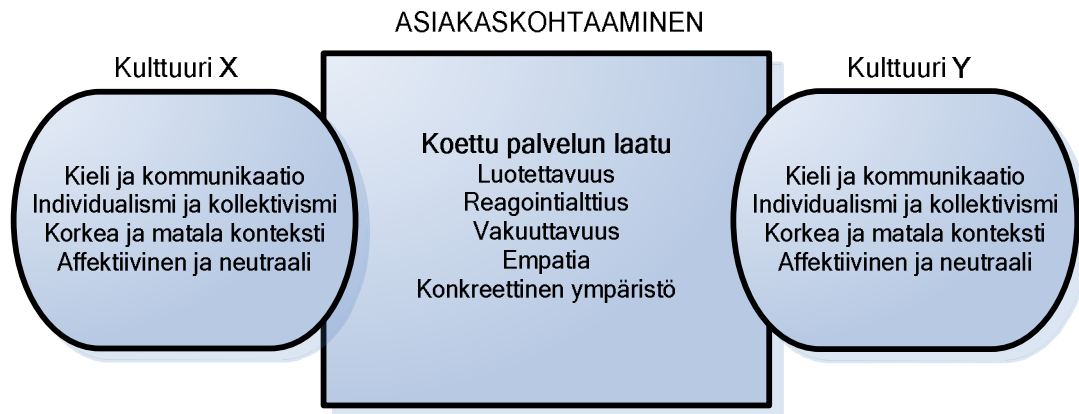 ASIAKASKOHTAAMINEN
Kulttuuri X
Kieli ja kommunikaatio
Individualismi ja kollektivismi
Korkea ja matala konteksti
Affektiivinen ja neutraali
Koettu palvelun laatu
Luotettavuus
Reagointialttius
Vakuuttavuus
Empatia
Konkreettinen ympäristö
Kulttuuri Y
Kieli ja kommunikaatio
Individualismi ja kollektivismi
Korkea ja matala konteksti
Affektiivinen ja neutraali